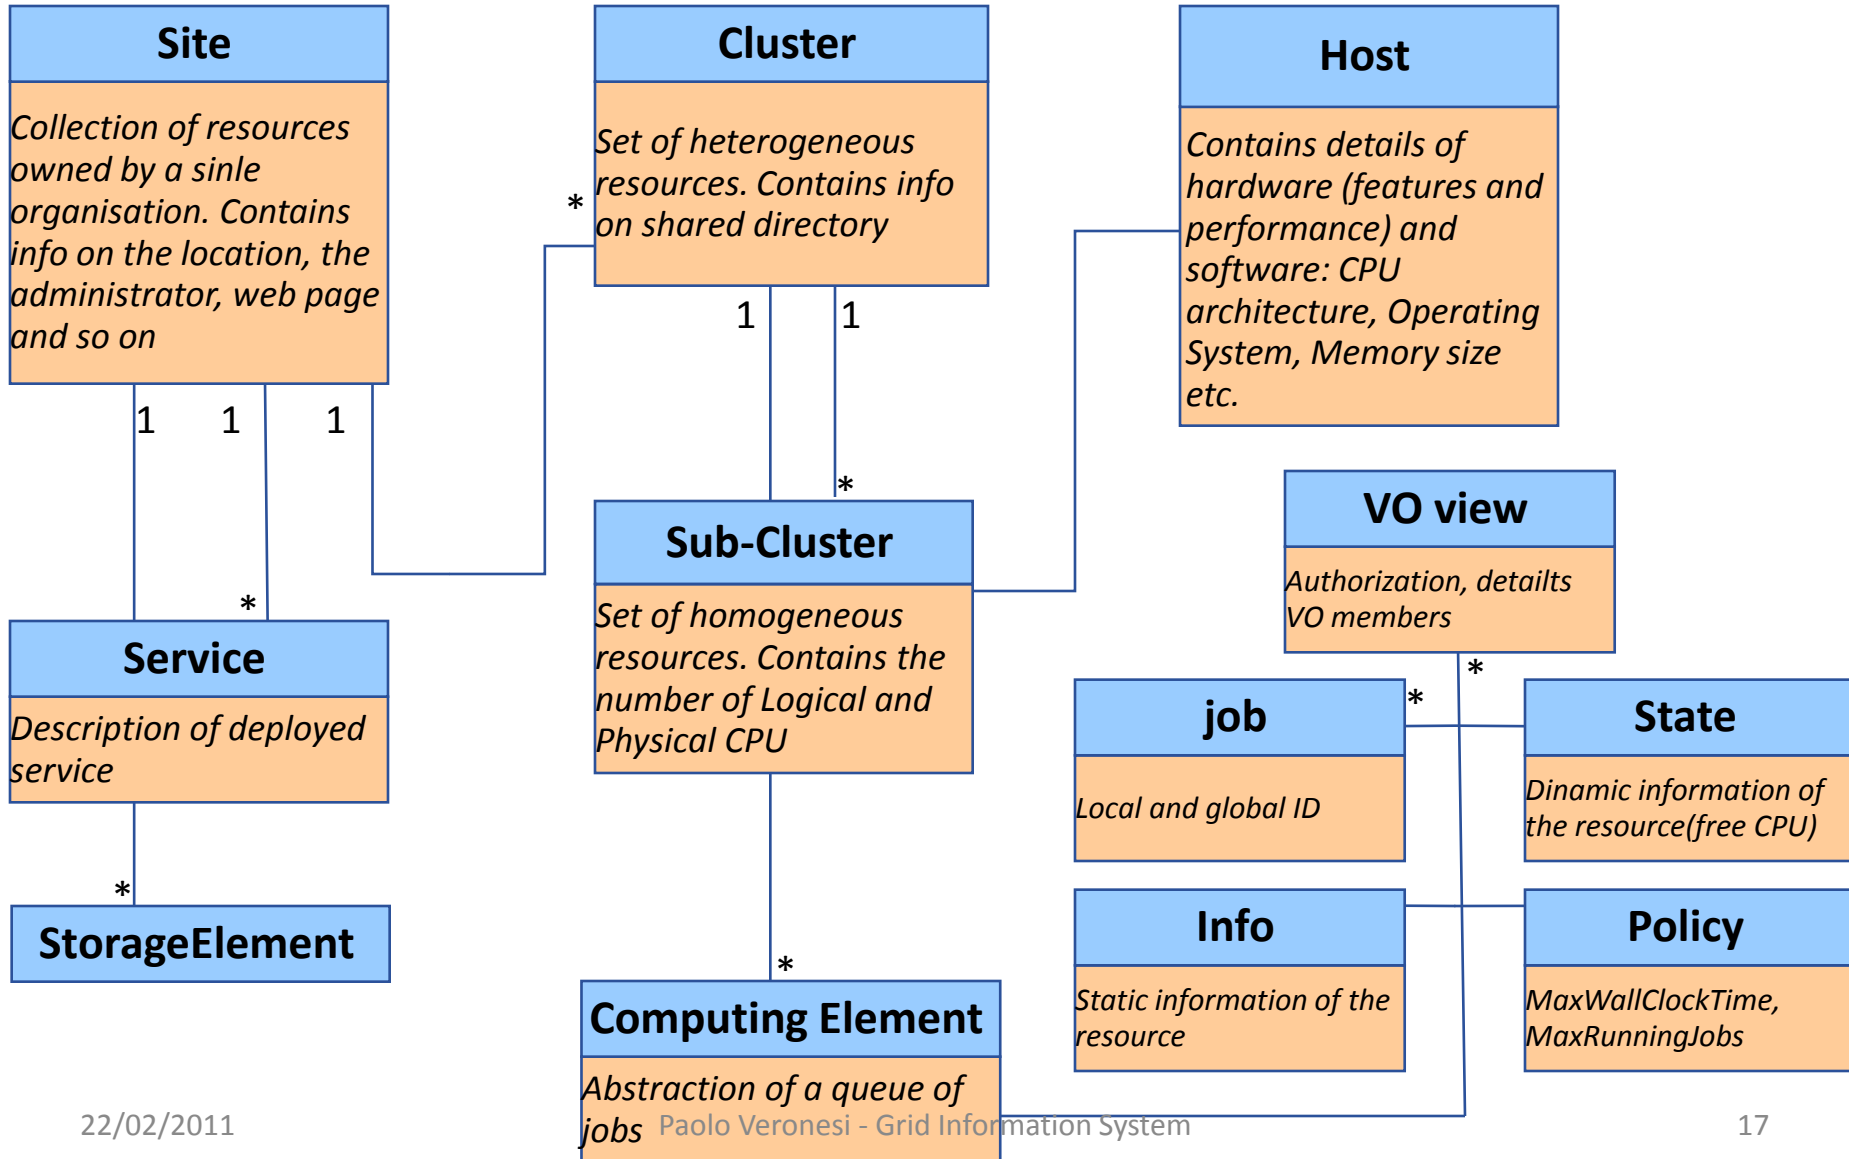 Site
Collection of resources
owned by a sinle
organisation. Contains
info on the location, the
administrator, web page
and so on
1
1
1
*
Cluster
Set of heterogeneous
resources. Contains info
on shared directory
*
1
1
*
Host
Contains details of
hardware (features and
performance) and
software: CPU
architecture, Operating
System, Memory size
etc.
Sub-Cluster
Set of homogeneous
resources. Contains the
number of Logical and
Physical CPU
*
VO view
Authorization, detailts
VO members
*
Service
Description of deployed
service
*
StorageElement
job
*
Local and global ID
State
Dinamic information of
the resource(free CPU)
Info
Static information of the
resource
Policy
MaxWallClockTime,
MaxRunningJobs
Computing Element
Abstraction of a queue of
jobs
22/02/2011
Paolo Veronesi - Grid Information System
17